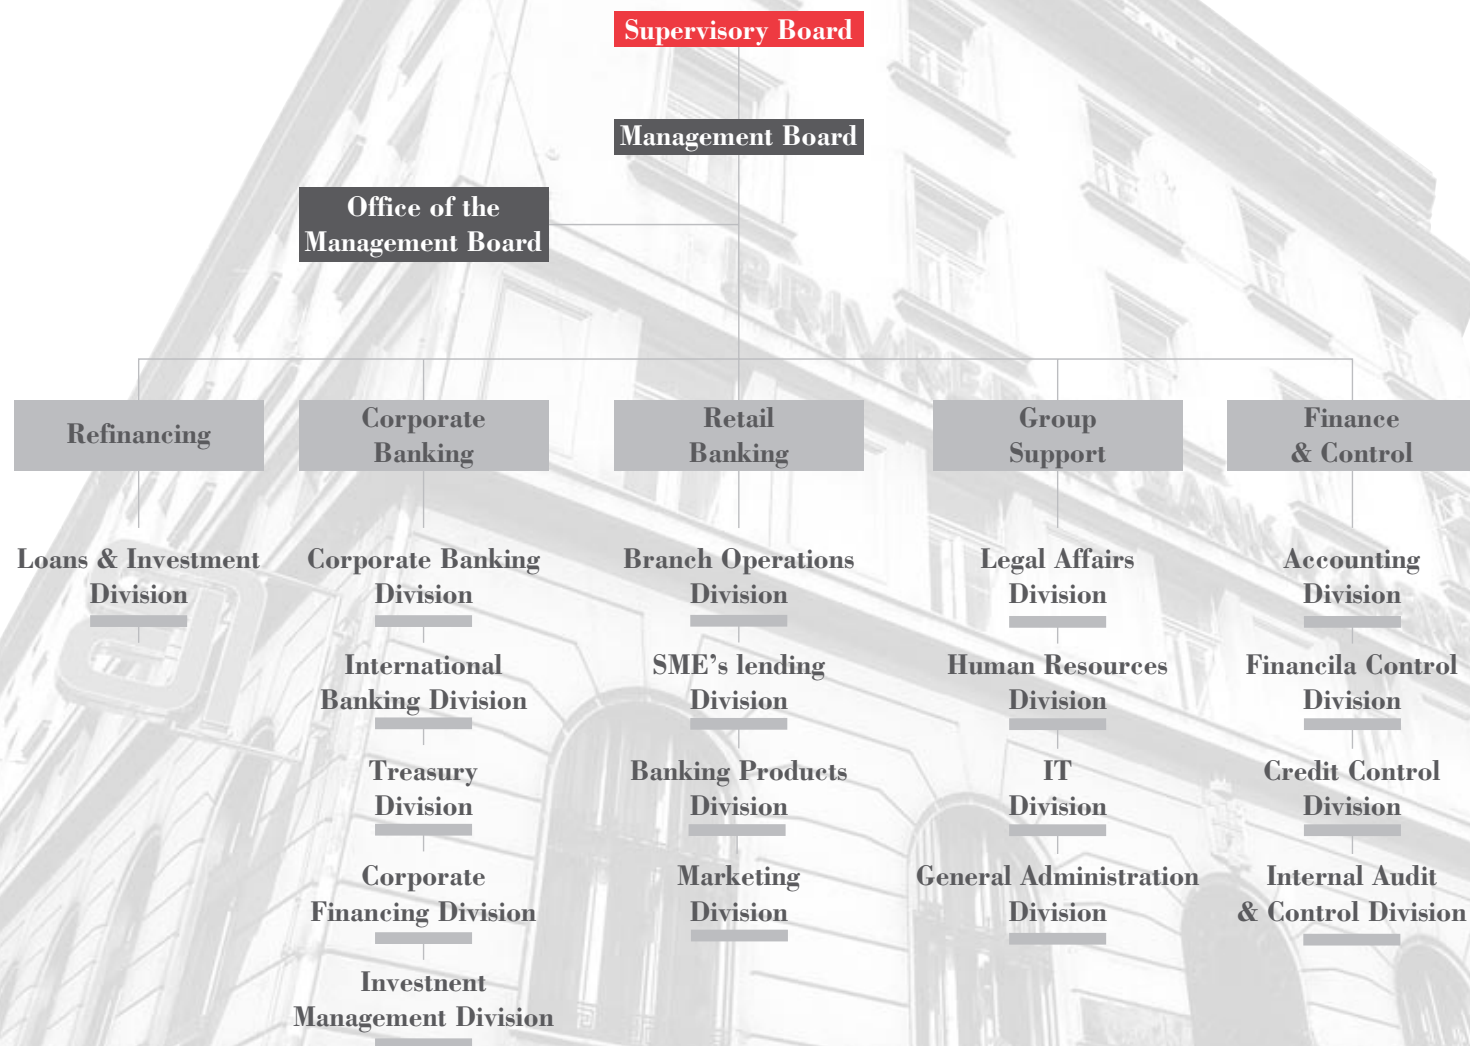 Supervisory Board
Management Board
Office of the
Management Board
Refinancing
Corporate
Banking
Retail
Banking
Group
Support
Finance
& Control
Loans & Investment
Division
Corporate Banking
Division
International
Banking Division
Treasury
Division
Corporate
Financing Division
Investnent
Management Division
Branch Operations
Division
SME's lending
Division
Banking Products
Division
Marketing
Division
Legal Affairs
Division
Human Resources
Division
IT
Division
General Administration
Division
Accounting
Division
Financila Control
Division
Credit Control
Division
Internal Audit
& Control Division